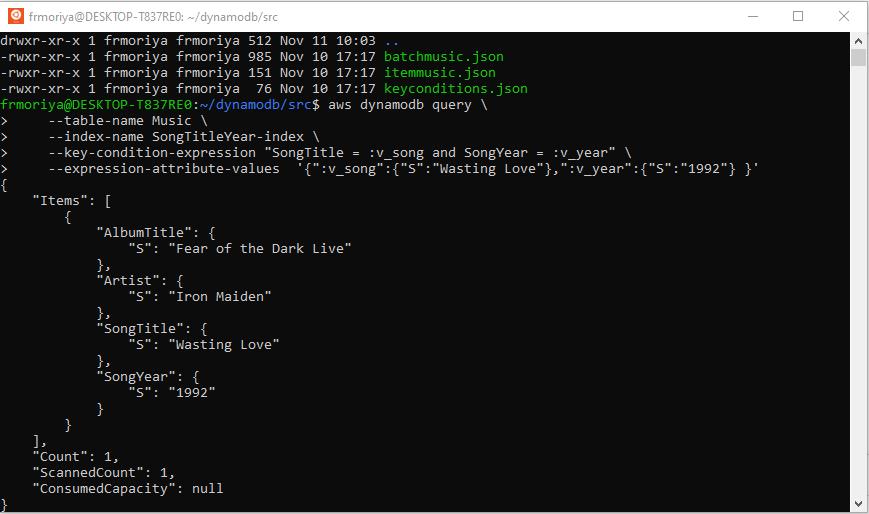 frmoriya@DESKTOP-T837RE0: ~/dynamodb/src
drwxr-xr-x 1 frmoriya frmoriya 512 Nov 11 10:03 ..
-rwxr-xr-x 1 frmoriya frmoriya 985 Nov 10 17:17 batchmusic.json
-rwxr-xr-x 1 frmoriya frmoriya 151 Nov 10 17:17 itemmusic.json
-rwxr-xr-x 1 frmoriya frmoriya  76 Nov 10 17:17 keyconditions.json
frmoriya@DESKTOP-T837RE0:~/dynamodb/src$ aws dynamodb query \
>     --table-name Music \
>     --index-name SongTitleYear-index \
>     --key-condition-expression "SongTitle = :v_song and SongYear = :v_year" \
>     --expression-attribute-values  '{":v_song":{"S":"Wasting Love"},":v_year":{"S":"1992"} }'
{
    "Items": [
        {
            "AlbumTitle": {
                "S": "Fear of the Dark Live"
            },
            "Artist": {
                "S": "Iron Maiden"
            },
            "SongTitle": {
                "S": "Wasting Love"
            },
            "SongYear": {
                "S": "1992"
            }
        }
    ],
    "Count": 1,
    "ScannedCount": 1,
    "ConsumedCapacity": null
}